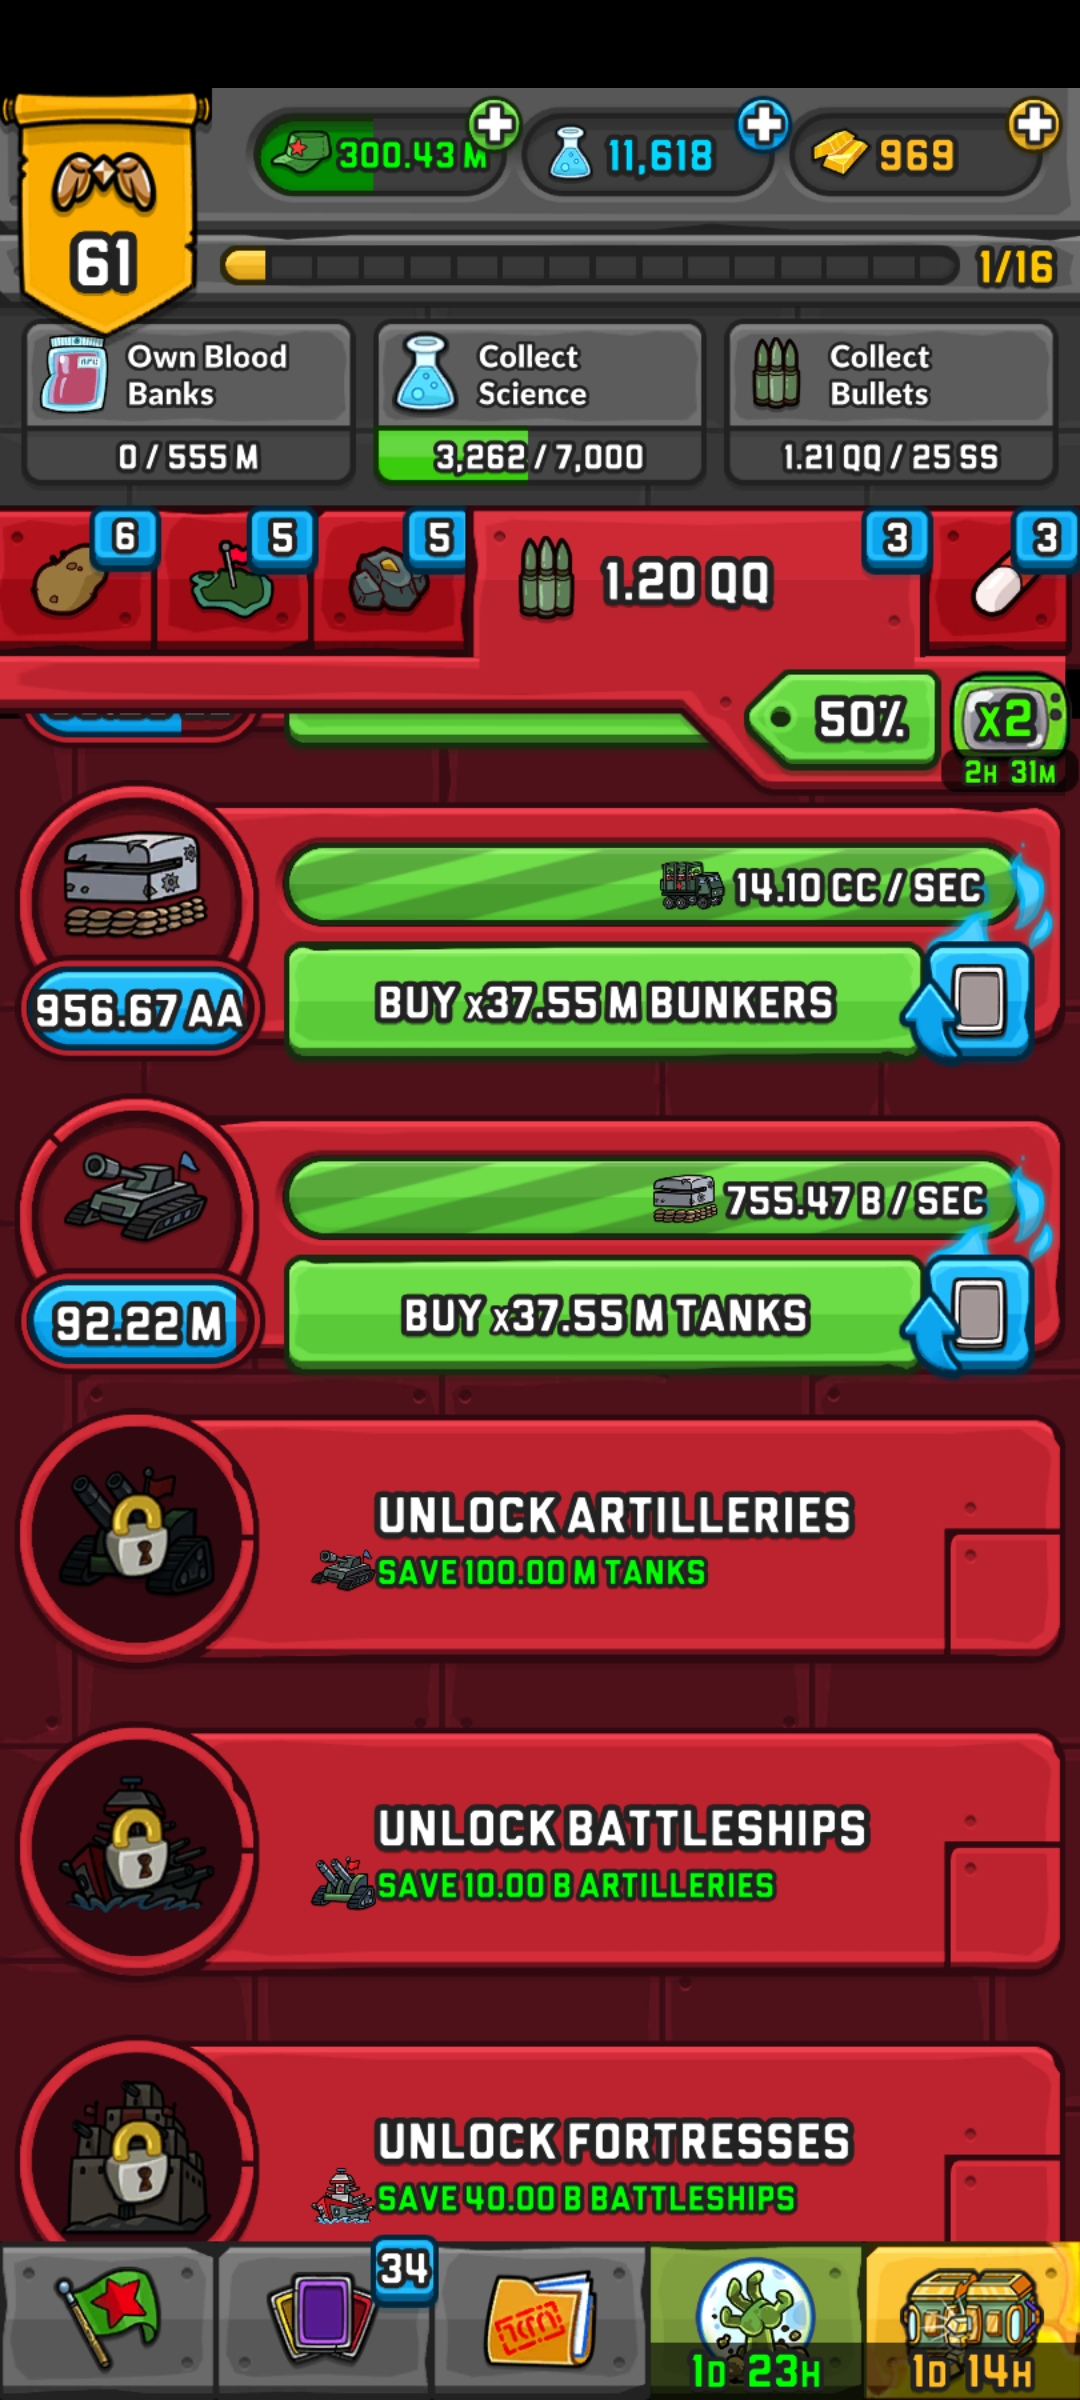 61
300.43 M
11,618
969
1/16
Own Blood
Banks
0 / 555 M
Collect
Science
3,262 / 7,000
Collect
Bullets
1.21 QQ / 25 SS
6
5
5
1.20 QQ
3
3
50%
x2
2H 31M
14.10 CC / SEC
956.67 AA
BUY x37.55 M BUNKERS
755.47 B / SEC
92.22 M
BUY x37.55 M TANKS
UNLOCK ARTILLERIES
SAVE 100.00 M TANKS
UNLOCK BATTLESHIPS
SAVE 10.00 B ARTILLERIES
UNLOCK FORTRESSES
SAVE 40.00 B BATTLESHIPS
34
1D 23H
1D 14H